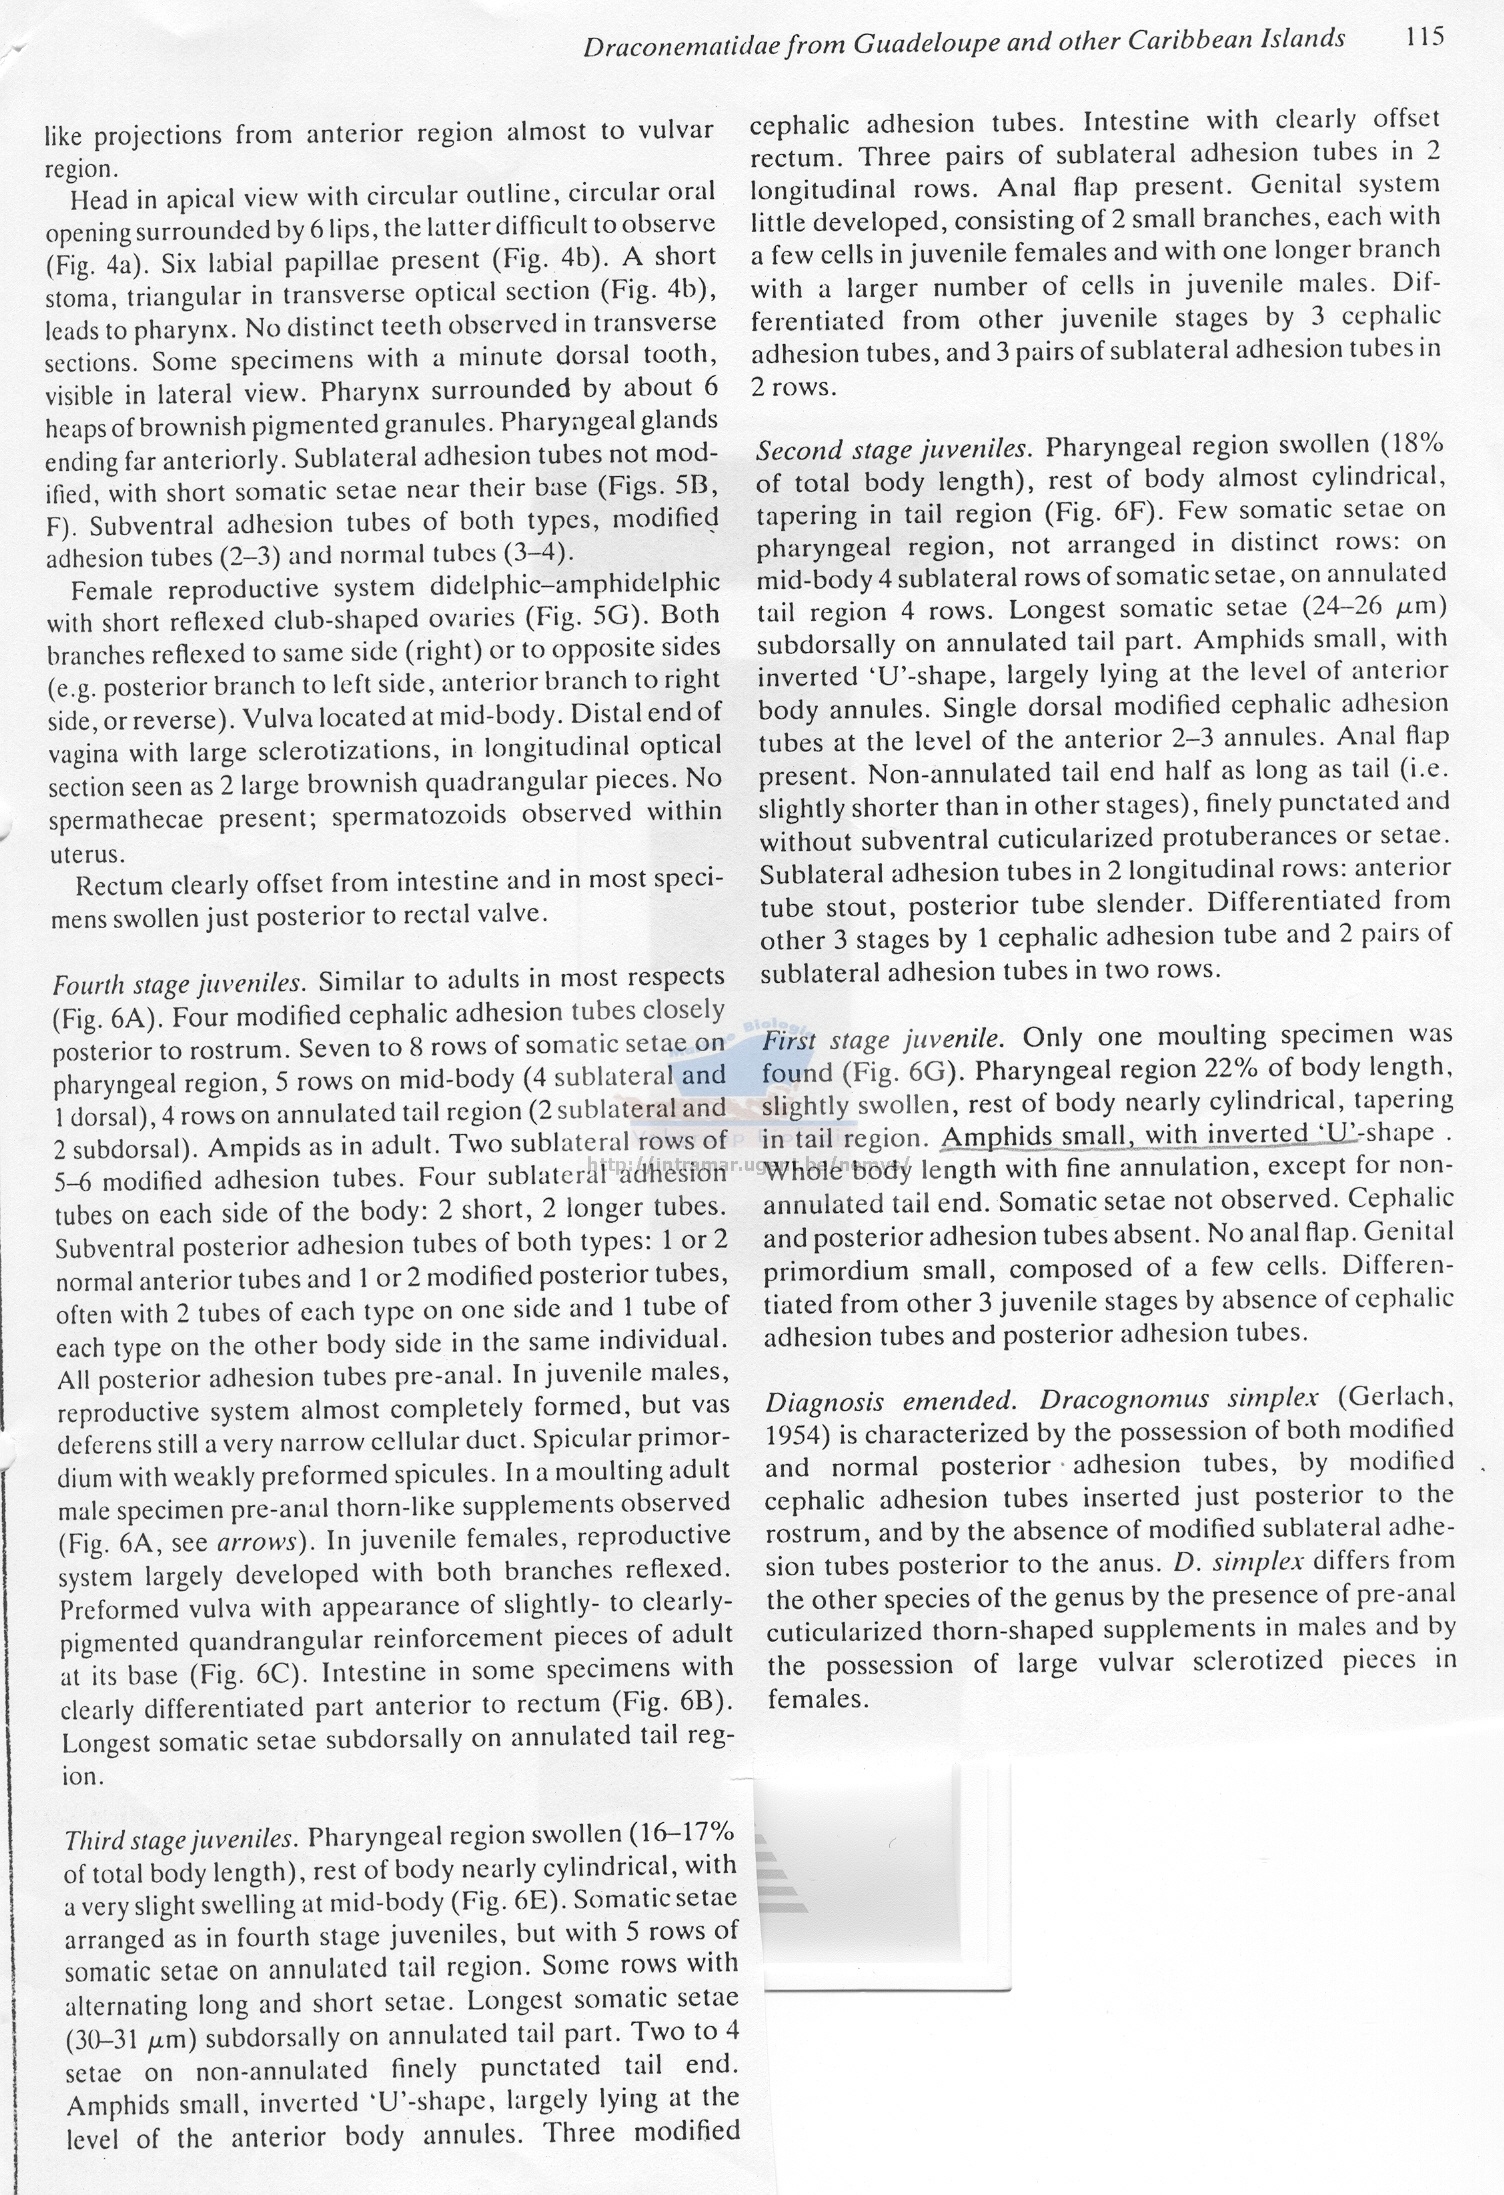 Draconematidae from Guadeloupe and other Caribbean Islands 115
like projections from anterior region almost to vulvar
region.
Head in apical view with circular outline, circular oral
opening surrounded by 6 lips, the latter difficult to observe
(Fig. 4a). Six labial papillae present (Fig. 4b). A short
stoma, triangular in transverse optical section (Fig. 4b),
leads to pharynx. No distinct teeth observed in transverse
sections. Some specimens with a minute dorsal tooth,
visible in lateral view. Pharynx surrounded by about 6
heaps of brownish pigmented granules. Pharyngeal glands
ending far anteriorly. Sublateral adhesion tubes not mod-
ified, with short somatic setae near their base (Figs. 5B,
F). Subventral adhesion tubes of both types, modified
adhesion tubes (2–3) and normal tubes (3–4).
Female reproductive system didelphic–amphidelphic
with short reflexed club-shaped ovaries (Fig. 5G). Both
branches reflexed to same side (right) or to opposite sides
(e.g. posterior branch to left side, anterior branch to right
side, or reverse). Vulva located at mid-body. Distal end of
vagina with large sclerotizations, in longitudinal optical
section seen as 2 large brownish quadrangular pieces. No
spermathecae present; spermatozoids observed within
uterus.
Rectum clearly offset from intestine and in most speci-
mens swollen just posterior to rectal valve.
Fourth stage juveniles. Similar to adults in most respects
(Fig. 6A). Four modified cephalic adhesion tubes closely
posterior to rostrum. Seven to 8 rows of somatic setae on
pharyngeal region, 5 rows on mid-body (4 sublateral and
1 dorsal), 4 rows on annulated tail region (2 sublateral and
2 subdorsal). Ampids as in adult. Two sublateral rows of
5–6 modified adhesion tubes. Four sublateral adhesion
tubes on each side of the body: 2 short, 2 longer tubes.
Subventral posterior adhesion tubes of both types: 1 or 2
normal anterior tubes and 1 or 2 modified posterior tubes,
often with 2 tubes of each type on one side and 1 tube of
each type on the other body side in the same individual.
All posterior adhesion tubes pre-anal. In juvenile males,
reproductive system almost completely formed, but vas
deferens still a very narrow cellular duct. Spicular primor-
dium with weakly preformed spicules. In a moulting adult
male specimen pre-anal thorn-like supplements observed
(Fig. 6A, see arrows). In juvenile females, reproductive
system largely developed with both branches reflexed.
Preformed vulva with appearance of slightly- to clearly-
pigmented quandrangular reinforcement pieces of adult
at its base (Fig. 6C). Intestine in some specimens with
clearly differentiated part anterior to rectum (Fig. 6B).
Longest somatic setae subdorsally on annulated tail reg-
ion.
Third stage juveniles. Pharyngeal region swollen (16–17%
of total body length), rest of body nearly cylindrical, with
a very slight swelling at mid-body (Fig. 6E). Somatic setae
arranged as in fourth stage juveniles, but with 5 rows of
somatic setae on annulated tail region. Some rows with
alternating long and short setae. Longest somatic setae
(30–31 μm) subdorsally on annulated tail part. Two to 4
setae on non-annulated finely punctated tail end.
Amphids small, inverted ‘U’-shape, largely lying at the
level of the anterior body annules. Three modified
cephalic adhesion tubes. Intestine with clearly offset
rectum. Three pairs of sublateral adhesion tubes in 2
longitudinal rows. Anal flap present. Genital system
little developed, consisting of 2 small branches, each with
a few cells in juvenile females and with one longer branch
with a larger number of cells in juvenile males. Dif-
ferentiated from other juvenile stages by 3 cephalic
adhesion tubes, and 3 pairs of sublateral adhesion tubes in
2 rows.
Second stage juveniles. Pharyngeal region swollen (18%
of total body length), rest of body almost cylindrical,
tapering in tail region (Fig. 6F). Few somatic setae on
pharyngeal region, not arranged in distinct rows: on
mid-body 4 sublateral rows of somatic setae, on annulated
tail region 4 rows. Longest somatic setae (24–26 μm)
subdorsally on annulated tail part. Amphids small, with
inverted ‘U’-shape, largely lying at the level of anterior
body annules. Single dorsal modified cephalic adhesion
tubes at the level of the anterior 2–3 annules. Anal flap
present. Non-annulated tail end half as long as tail (i.e.
slightly shorter than in other stages), finely punctated and
without subventral cuticularized protuberances or setae.
Sublateral adhesion tubes in 2 longitudinal rows: anterior
tube stout, posterior tube slender. Differentiated from
other 3 stages by 1 cephalic adhesion tube and 2 pairs of
sublateral adhesion tubes in two rows.
First stage juvenile. Only one moulting specimen was
found (Fig. 6G). Pharyngeal region 22% of body length,
slightly swollen, rest of body nearly cylindrical, tapering
in tail region. Amphids small, with inverted ‘U’-shape .
Whole body length with fine annulation, except for non-
annulated tail end. Somatic setae not observed. Cephalic
and posterior adhesion tubes absent. No anal flap. Genital
primordium small, composed of a few cells. Differen-
tiated from other 3 juvenile stages by absence of cephalic
adhesion tubes and posterior adhesion tubes.
Diagnosis emended. Dracognomus simplex (Gerlach,
1954) is characterized by the possession of both modified
and normal posterior adhesion tubes, by modified
cephalic adhesion tubes inserted just posterior to the
rostrum, and by the absence of modified sublateral adhe-
sion tubes posterior to the anus. D. simplex differs from
the other species of the genus by the presence of pre-anal
cuticularized thorn-shaped supplements in males and by
the possession of large vulvar sclerotized pieces in
females.
http://intramar.ugent.be/nemys/